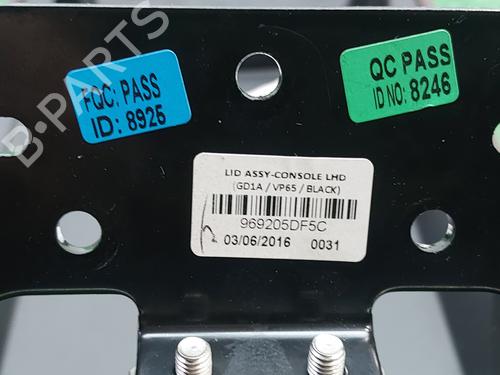 B-PARTS
FQC: PASS
ID: 8925
QC PASS
ID NO: 8246
LID ASSY-CONSOLE LHD
(GD1A / VP65 / BLACK)
969205DF5C
03/06/2016 0031